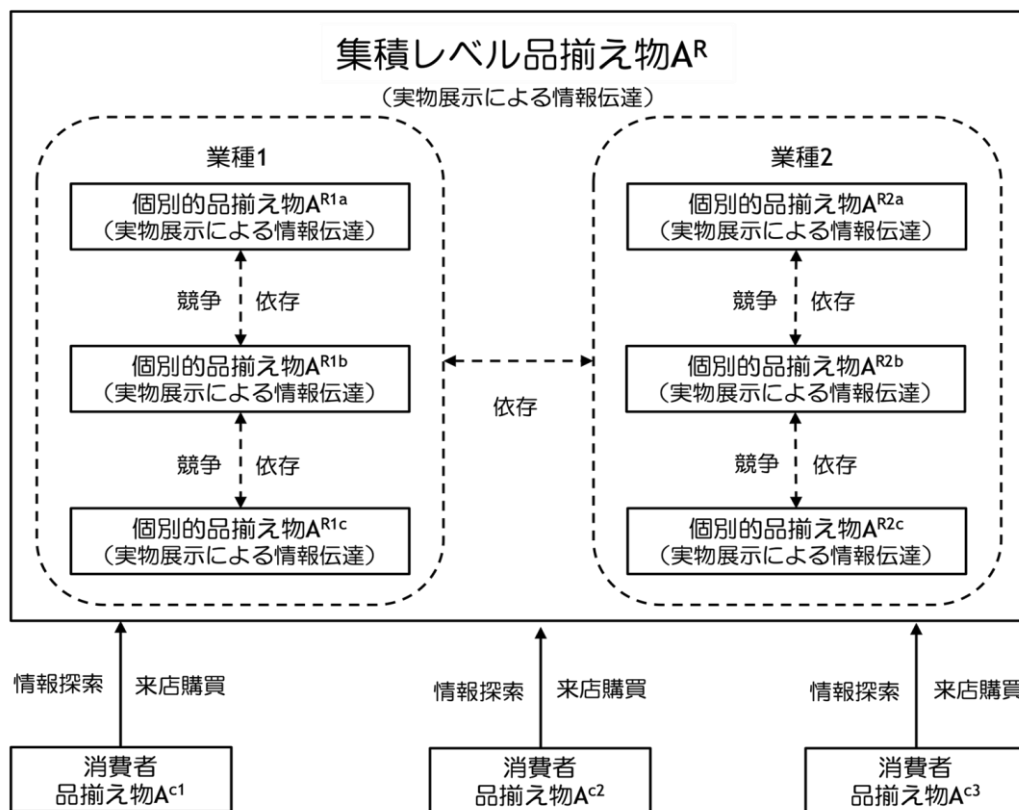 集積レベル品揃え物Aᴿ
（実物展示による情報伝達）
業種1
業種2
個別的品揃え物A^R1a
（実物展示による情報伝達）
個別的品揃え物A^R2a
（実物展示による情報伝達）
競争 依存
競争 依存
個別的品揃え物A^R1b
（実物展示による情報伝達）
個別的品揃え物A^R2b
（実物展示による情報伝達）
依存
競争 依存
競争 依存
個別的品揃え物A^R1c
（実物展示による情報伝達）
個別的品揃え物A^R2c
（実物展示による情報伝達）
情報探索 来店購買
情報探索 来店購買
情報探索 来店購買
消費者
品揃え物A^c1
消費者
品揃え物A^c2
消費者
品揃え物A^c3